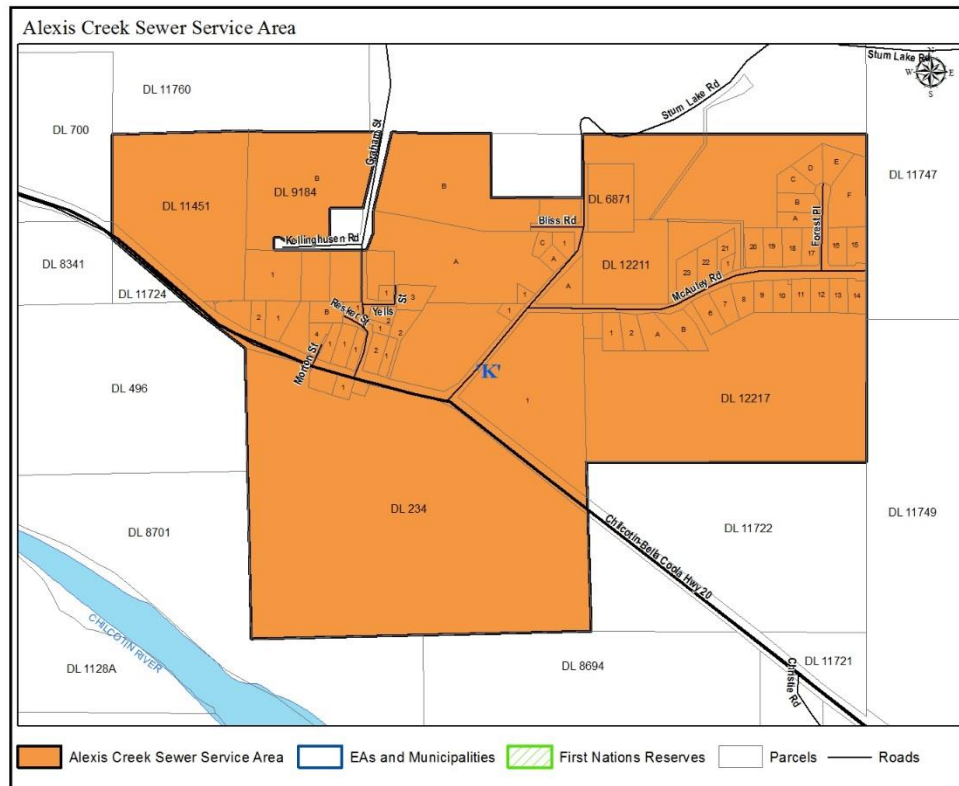 Alexis Creek Sewer Service Area
Stum Lake Rd
N
W E
S
Stum Lake Rd
DL 11760
DL 700
Graham St
DL 11747
B
DL 9184
B
DL 6871
C
D
E
B
F
A
DL 11451
Kellinghusen Rd
Bliss Rd
Forest Pl
C
1
A
A
DL 12211
20
19
18
17
16
15
21
22
23
1
McAuley Rd
DL 8341
1
A
DL 11724
1
3
Yells St
1
1
2
1
B
Resker St
1
2
2
1
4
1
1
1
2
1
Morton St
1
1
2
A
B
6
7
8
9
10
11
12
13
14
'K'
DL 496
1
DL 12217
DL 234
DL 8701
DL 11722
DL 11749
Chilcotin-Bella Coola Hwy 20
CHILCOTIN RIVER
DL 1128A
DL 8694
DL 11721
Christie Rd
Alexis Creek Sewer Service Area
EAs and Municipalities
First Nations Reserves
Parcels
Roads